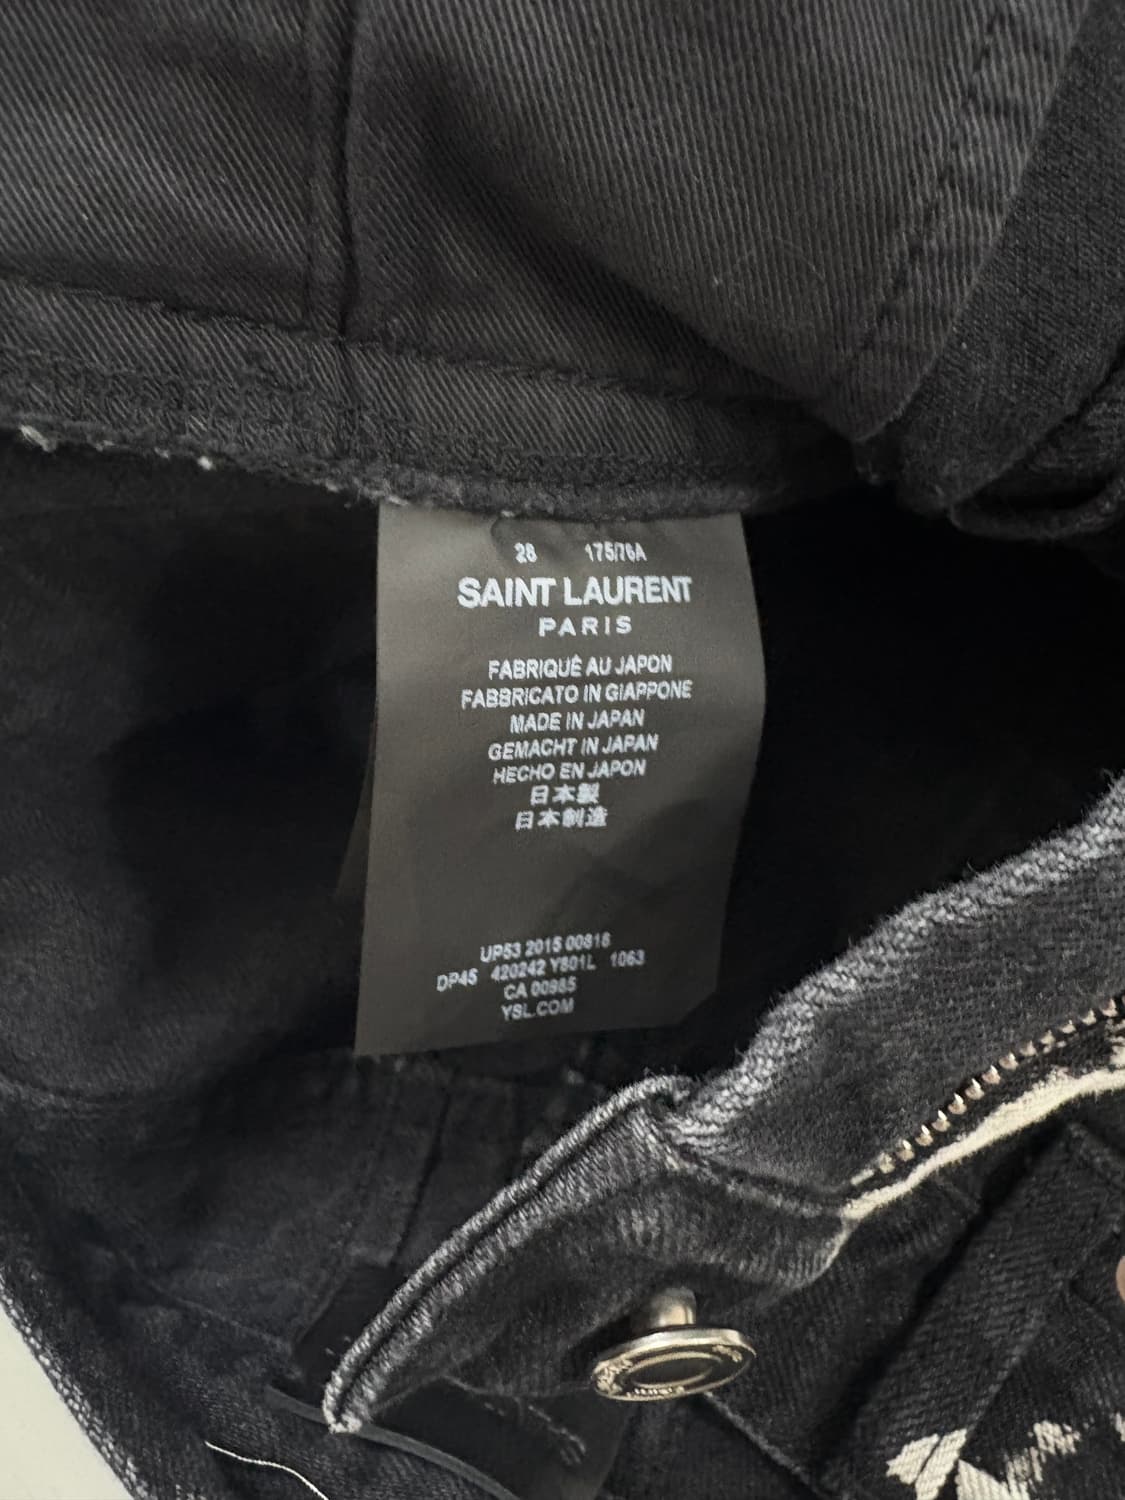 28 175/76A
SAINT LAURENT
PARIS
FABRIQUÉ AU JAPON
FABBRICATO IN GIAPPONE
MADE IN JAPAN
GEMACHT IN JAPAN
HECHO EN JAPON
日本製
日本制造
UP53 2015 00816
DP45 420242 Y801L 1063
CA 00985
YSL.COM